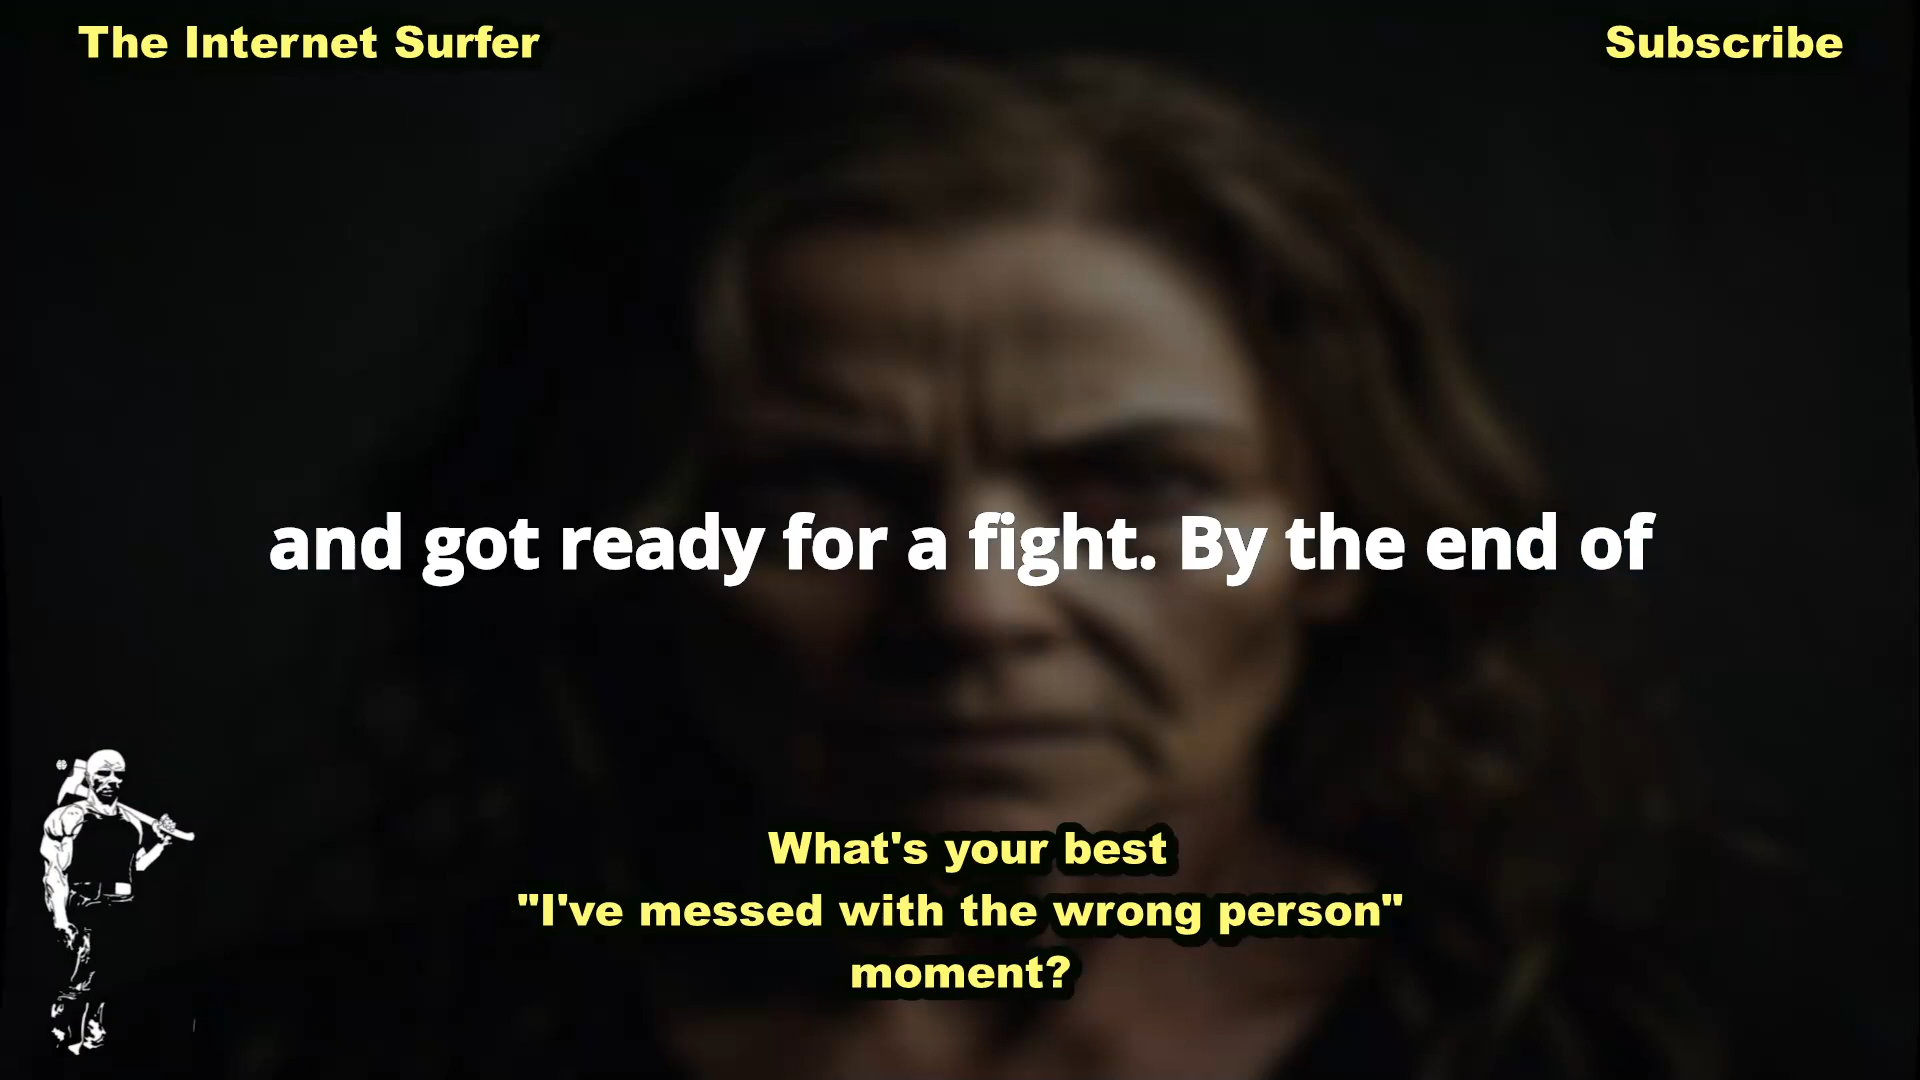 The Internet Surfer
Subscribe
and got ready for a fight. By the end of
What's your best
"I've messed with the wrong person"
moment?